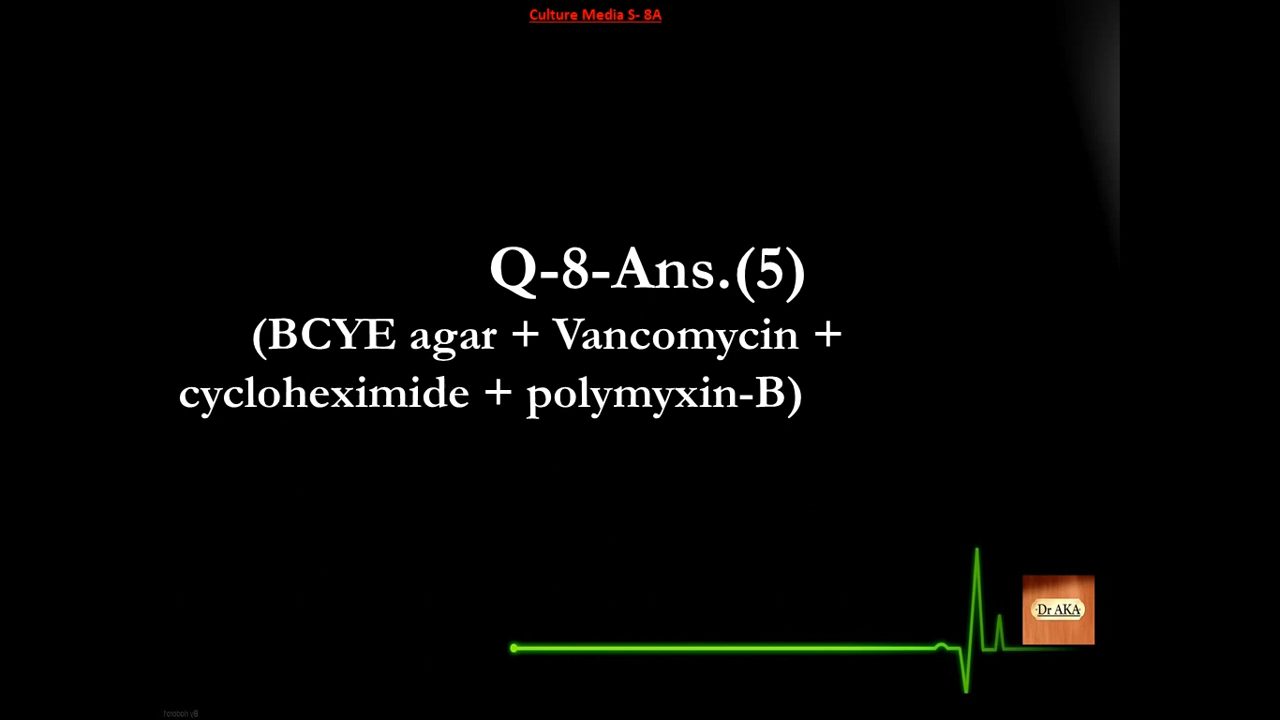 Culture Media S- 8A
Q-8-Ans.(5)
(BCYE agar + Vancomycin +
cycloheximide + polymyxin-B)
Dr AKA